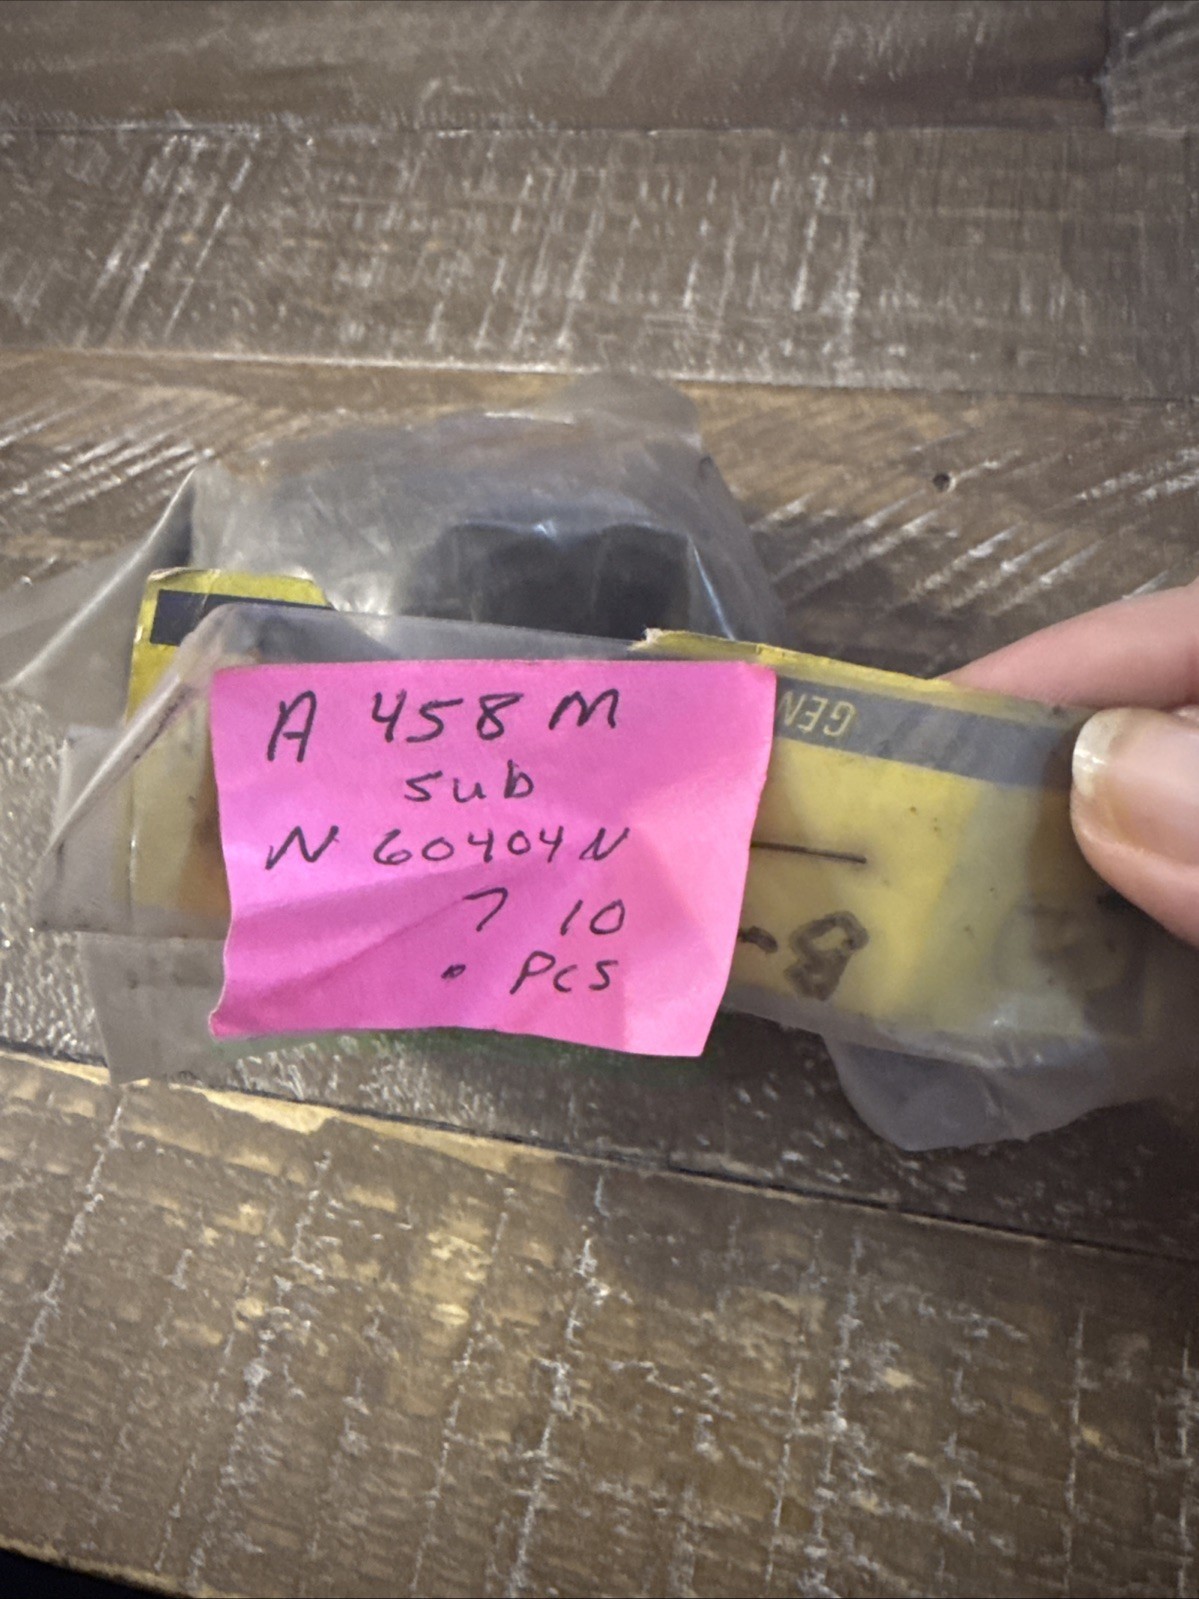 A 458 M
sub
N 60404 N
7 10
. PCS
GEN